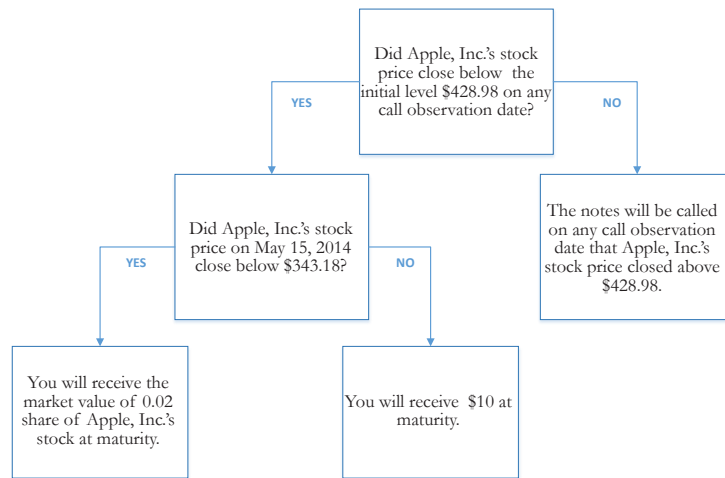 Did Apple, Inc.'s stock
price close below the
initial level $428.98 on any
call observation date?
YES
NO
Did Apple, Inc.'s stock
price on May 15, 2014
close below $343.18?
The notes will be called
on any call observation
date that Apple, Inc.'s
stock price closed above
$428.98.
YES
NO
You will receive the
market value of 0.02
share of Apple, Inc.'s
stock at maturity.
You will receive $10 at
maturity.